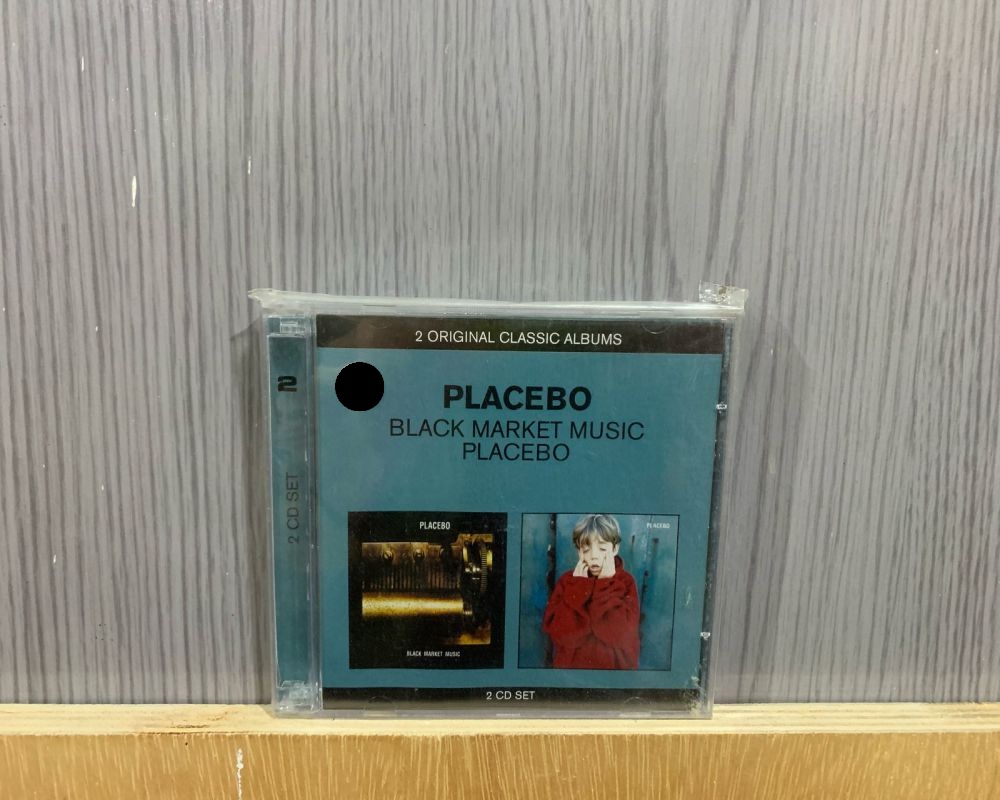 2 ORIGINAL CLASSIC ALBUMS
2
2 CD SET
PLACEBO
BLACK MARKET MUSIC
PLACEBO
PLACEBO
BLACK MARKET MUSIC
PLACEBO
2 CD SET